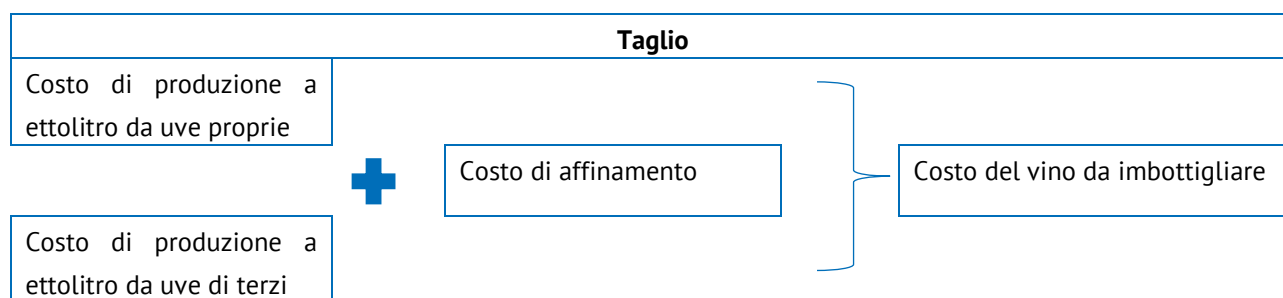 Taglio
Costo di produzione a
ettolitro da uve proprie
Costo di affinamento
Costo del vino da imbottigliare
Costo di produzione a
ettolitro da uve di terzi